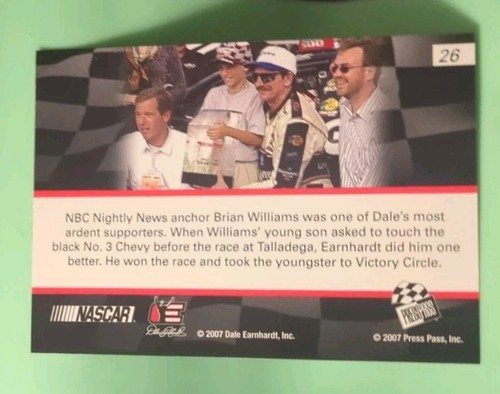 26
NBC Nightly News anchor Brian Williams was one of Dale's most
ardent supporters. When Williams' young son asked to touch the
black No. 3 Chevy before the race at Talladega, Earnhardt did him one
better. He won the race and took the youngster to Victory Circle.
NASCAR
E
© 2007 Dale Earnhardt, Inc.
PRESS PASS
© 2007 Press Pass, Inc.